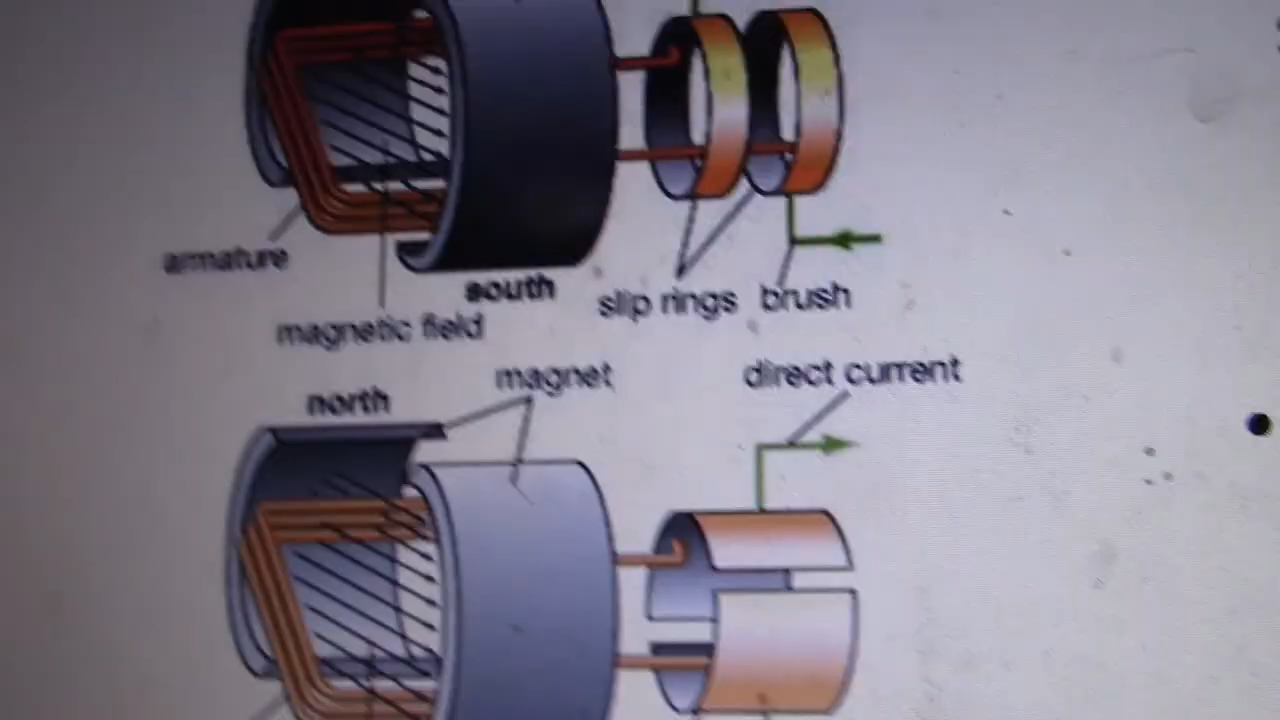 armature
south
slip rings
brush
magnetic field
magnet
direct current
north